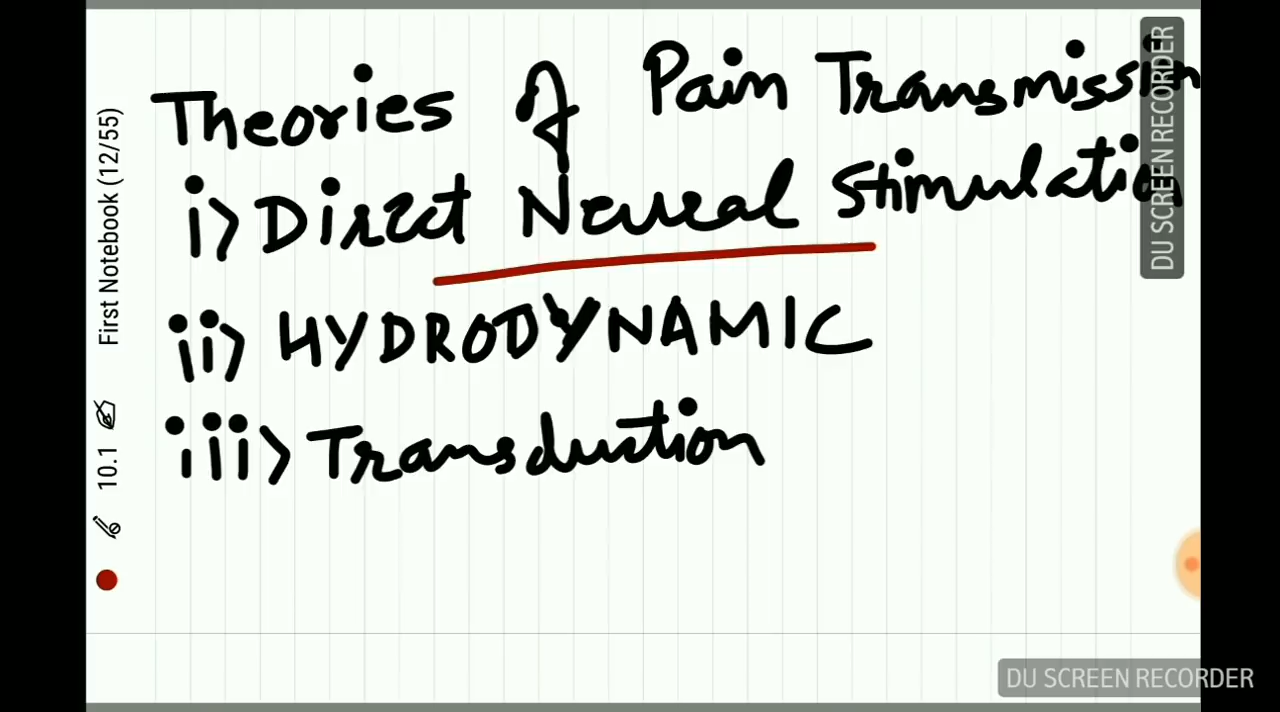 Theories of Pain Transmission
i> Direct Neural Stimulation
ii> HYDRODYNAMIC
iii> Transduction
First Notebook (12/55)
10.1
DU SCREEN RECORDER
DU SCREEN RECORDER